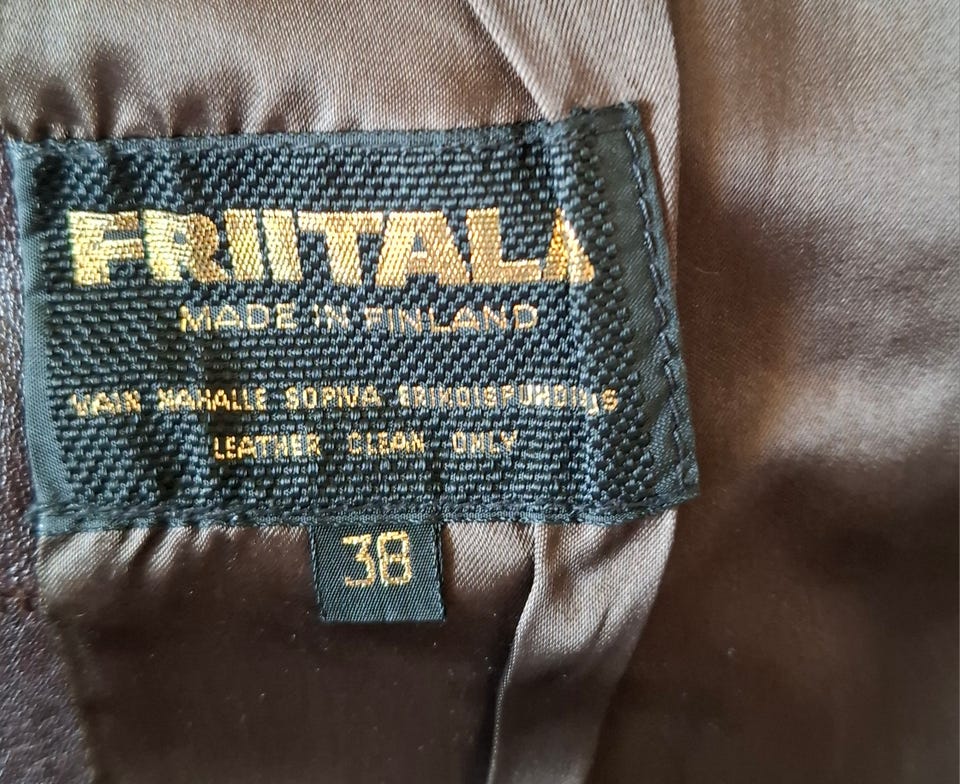 FRIITALA
MADE IN FINLAND
VAIN NAHALLE SOPIVA ERIKOISPUHDISTUS
LEATHER CLEAN ONLY
38